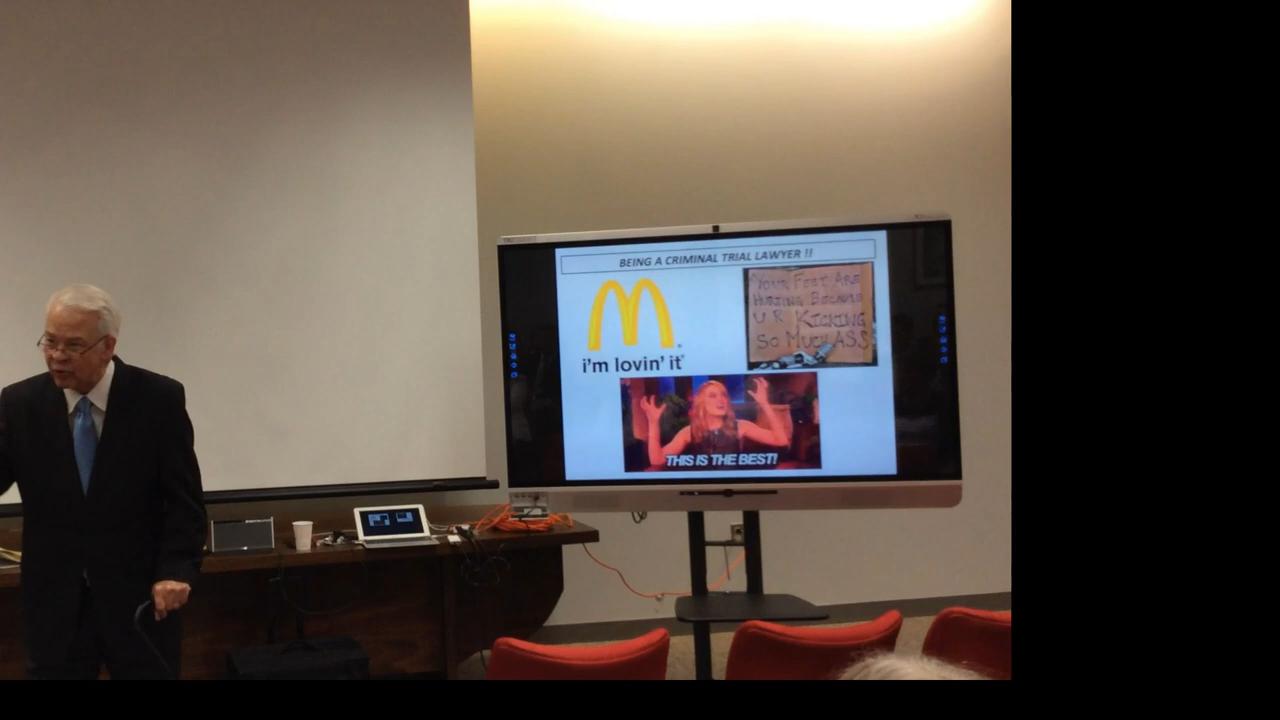 BEING A CRIMINAL TRIAL LAWYER !!
i'm lovin' it
YOUR FEET ARE
HURTING BECAUSE
U R KICKING
SO MUCH ASS
THIS IS THE BEST!